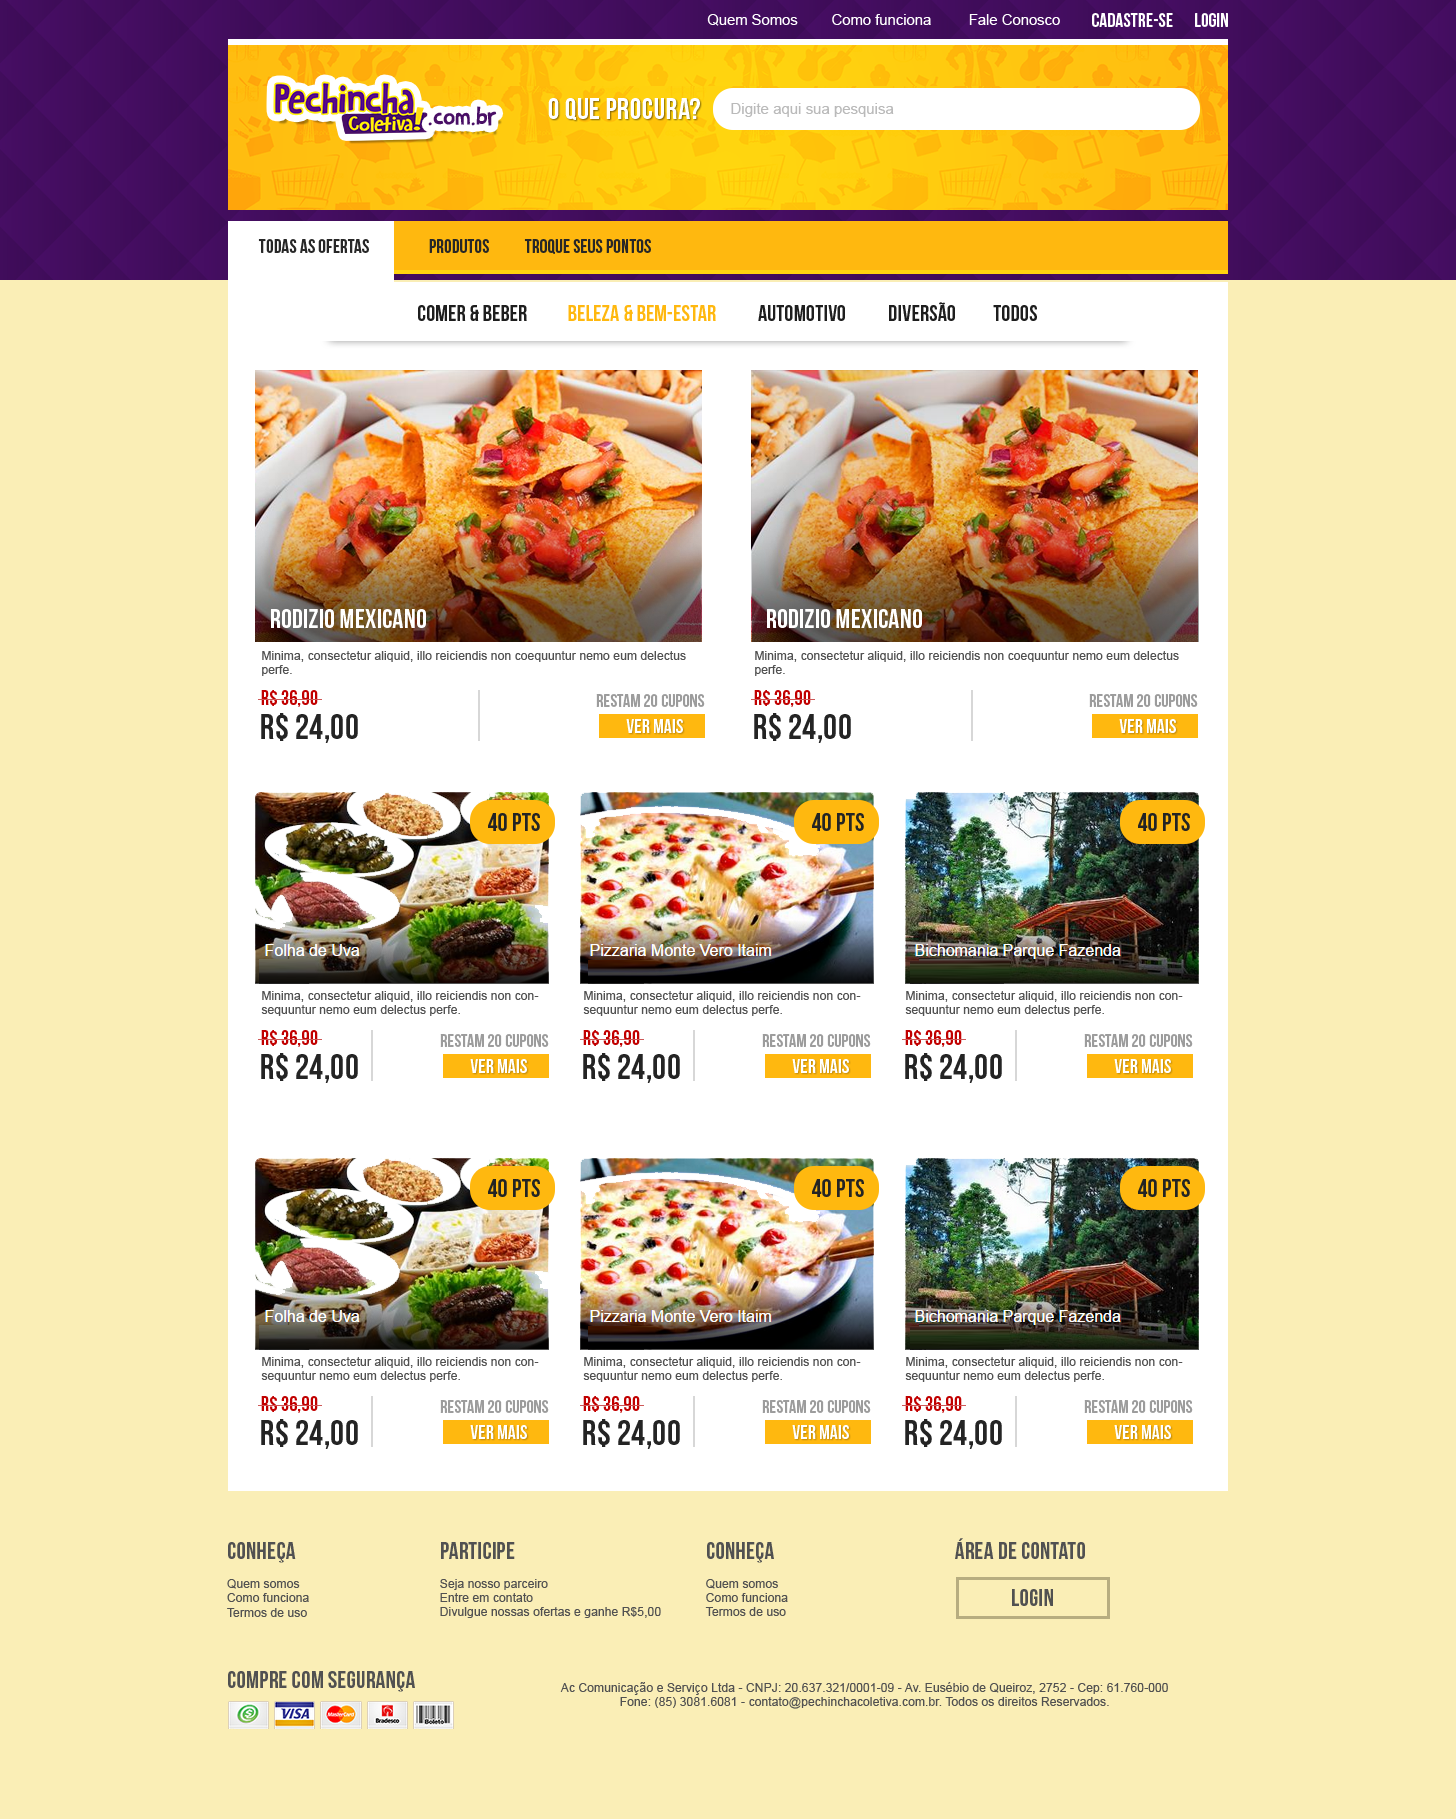 Quem Somos Como funciona Fale Conosco CADASTRE-SE LOGIN
Pechincha
Coletiva! .com.br
O QUE PROCURA? Digite aqui sua pesquisa
TODAS AS OFERTAS PRODUTOS TROQUE SEUS PONTOS
COMER & BEBER BELEZA & BEM-ESTAR AUTOMOTIVO DIVERSÃO TODOS
RODIZIO MEXICANO
Minima, consectetur aliquid, illo reiciendis non coequuntur nemo eum delectus
perfe.
R$ 36,90
R$ 24,00
RESTAM 20 CUPONS
VER MAIS
RODIZIO MEXICANO
Minima, consectetur aliquid, illo reiciendis non coequuntur nemo eum delectus
perfe.
R$ 36,90
R$ 24,00
RESTAM 20 CUPONS
VER MAIS
40 PTS
Folha de Uva
Minima, consectetur aliquid, illo reiciendis non con-
sequuntur nemo eum delectus perfe.
R$ 36,90
R$ 24,00
RESTAM 20 CUPONS
VER MAIS
40 PTS
Pizzaria Monte Vero Itaim
Minima, consectetur aliquid, illo reiciendis non con-
sequuntur nemo eum delectus perfe.
R$ 36,90
R$ 24,00
RESTAM 20 CUPONS
VER MAIS
40 PTS
Bichomania Parque Fazenda
Minima, consectetur aliquid, illo reiciendis non con-
sequuntur nemo eum delectus perfe.
R$ 36,90
R$ 24,00
RESTAM 20 CUPONS
VER MAIS
40 PTS
Folha de Uva
Minima, consectetur aliquid, illo reiciendis non con-
sequuntur nemo eum delectus perfe.
R$ 36,90
R$ 24,00
RESTAM 20 CUPONS
VER MAIS
40 PTS
Pizzaria Monte Vero Itaim
Minima, consectetur aliquid, illo reiciendis non con-
sequuntur nemo eum delectus perfe.
R$ 36,90
R$ 24,00
RESTAM 20 CUPONS
VER MAIS
40 PTS
Bichomania Parque Fazenda
Minima, consectetur aliquid, illo reiciendis non con-
sequuntur nemo eum delectus perfe.
R$ 36,90
R$ 24,00
RESTAM 20 CUPONS
VER MAIS
CONHEÇA
Quem somos
Como funciona
Termos de uso
PARTICIPE
Seja nosso parceiro
Entre em contato
Divulgue nossas ofertas e ganhe R$5,00
CONHEÇA
Quem somos
Como funciona
Termos de uso
ÁREA DE CONTATO
LOGIN
COMPRE COM SEGURANÇA
VISA MasterCard Bradesco Boleto
Ac Comunicação e Serviço Ltda - CNPJ: 20.637.321/0001-09 - Av. Eusébio de Queiroz, 2752 - Cep: 61.760-000
Fone: (85) 3081.6081 - contato@pechinchacoletiva.com.br. Todos os direitos Reservados.